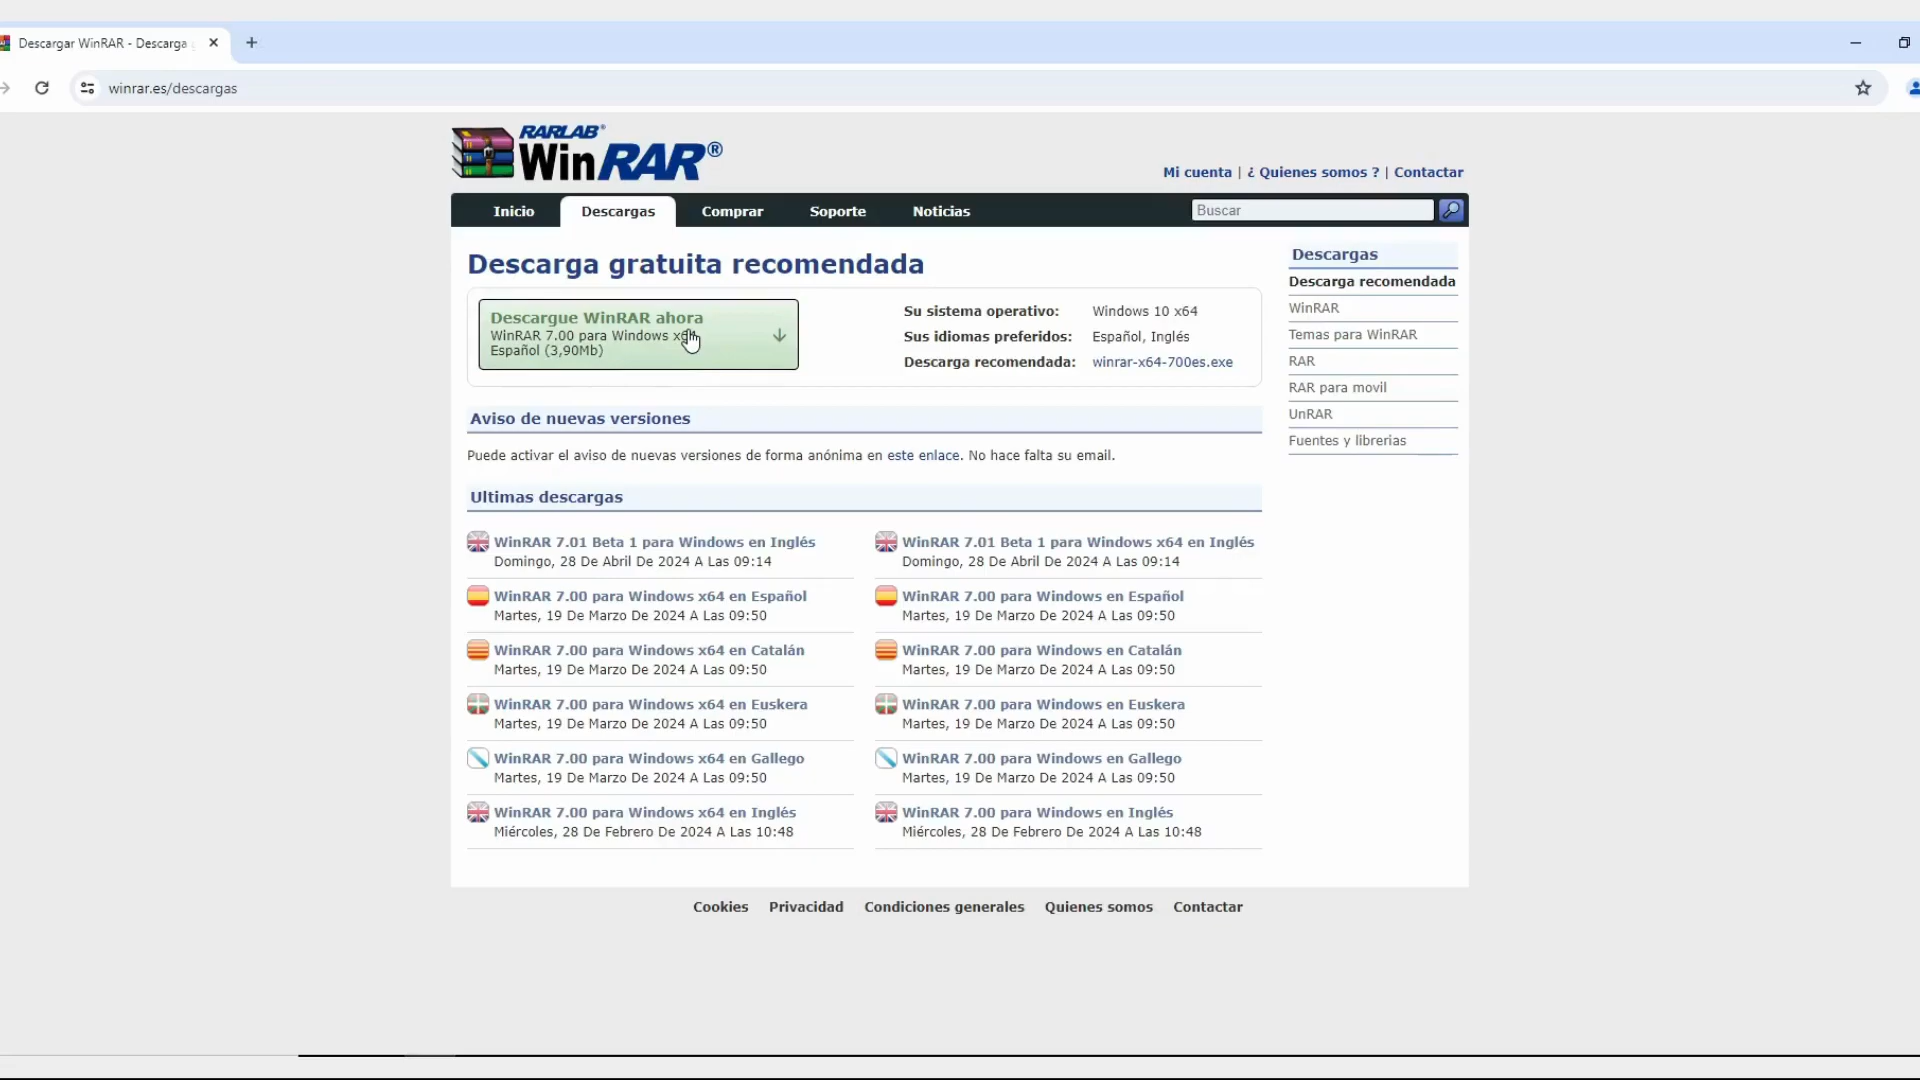 Descargar WinRAR - Descarga
winrar.es/descargas
RARLAB®
WinRAR®
Mi cuenta | ¿ Quienes somos ? | Contactar
Inicio
Descargas
Comprar
Soporte
Noticias
Buscar
Descarga gratuita recomendada
Descargue WinRAR ahora
WinRAR 7.00 para Windows x64
Español (3,90Mb)
Su sistema operativo: Windows 10 x64
Sus idiomas preferidos: Español, Inglés
Descarga recomendada: winrar-x64-700es.exe
Descargas
Descarga recomendada
WinRAR
Temas para WinRAR
RAR
RAR para movil
UnRAR
Fuentes y librerias
Aviso de nuevas versiones
Puede activar el aviso de nuevas versiones de forma anónima en este enlace. No hace falta su email.
Ultimas descargas
WinRAR 7.01 Beta 1 para Windows en Inglés
Domingo, 28 De Abril De 2024 A Las 09:14
WinRAR 7.01 Beta 1 para Windows x64 en Inglés
Domingo, 28 De Abril De 2024 A Las 09:14
WinRAR 7.00 para Windows x64 en Español
Martes, 19 De Marzo De 2024 A Las 09:50
WinRAR 7.00 para Windows en Español
Martes, 19 De Marzo De 2024 A Las 09:50
WinRAR 7.00 para Windows x64 en Catalán
Martes, 19 De Marzo De 2024 A Las 09:50
WinRAR 7.00 para Windows en Catalán
Martes, 19 De Marzo De 2024 A Las 09:50
WinRAR 7.00 para Windows x64 en Euskera
Martes, 19 De Marzo De 2024 A Las 09:50
WinRAR 7.00 para Windows en Euskera
Martes, 19 De Marzo De 2024 A Las 09:50
WinRAR 7.00 para Windows x64 en Gallego
Martes, 19 De Marzo De 2024 A Las 09:50
WinRAR 7.00 para Windows en Gallego
Martes, 19 De Marzo De 2024 A Las 09:50
WinRAR 7.00 para Windows x64 en Inglés
Miércoles, 28 De Febrero De 2024 A Las 10:48
WinRAR 7.00 para Windows en Inglés
Miércoles, 28 De Febrero De 2024 A Las 10:48
Cookies
Privacidad
Condiciones generales
Quienes somos
Contactar